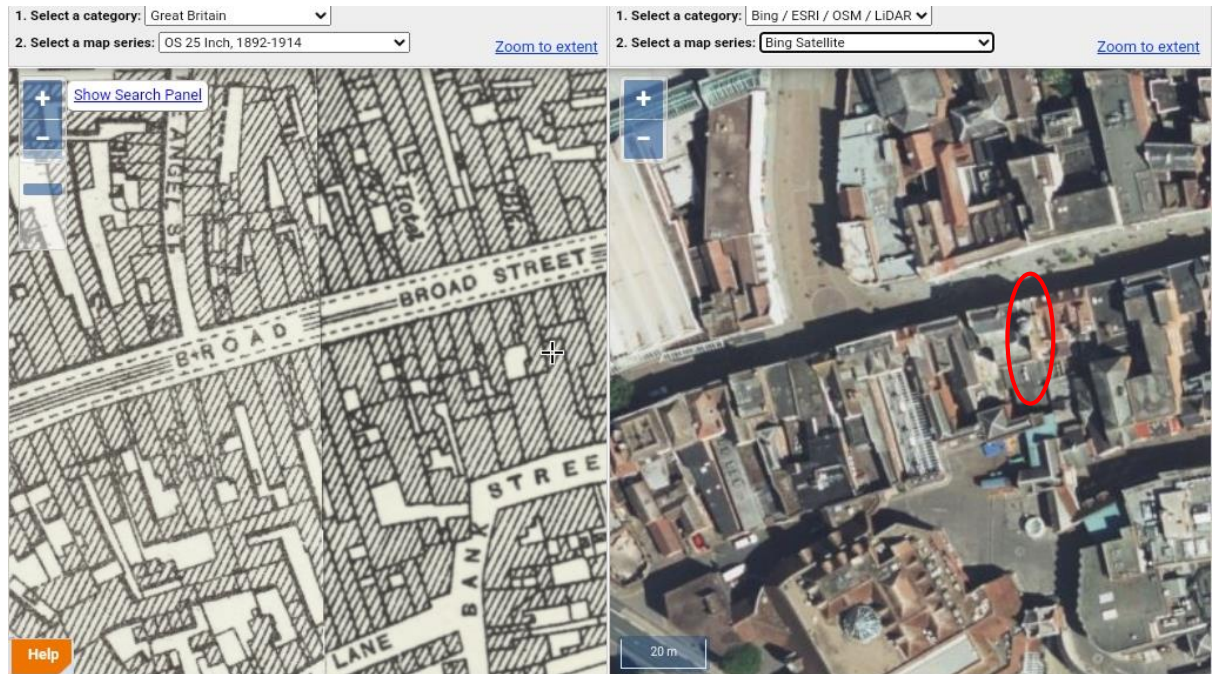 1. Select a category: Great Britain
2. Select a map series: OS 25 Inch, 1892-1914
Zoom to extent
+
Show Search Panel
−
ANGEL ST.
Hotel
BROAD
BROAD STREET
STREE
BANK
LANE
Help
1. Select a category: Bing / ESRI / OSM / LiDAR
2. Select a map series: Bing Satellite
Zoom to extent
+
−
20 m